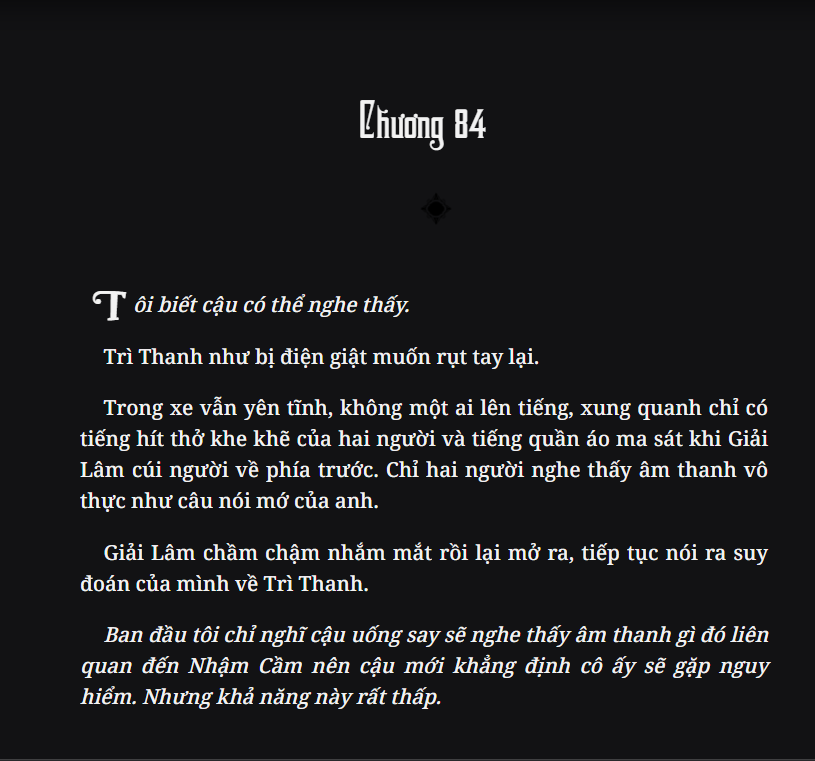 Chương 84
Tôi biết cậu có thể nghe thấy.
Trì Thanh như bị điện giật muốn rụt tay lại.
Trong xe vẫn yên tĩnh, không một ai lên tiếng, xung quanh chỉ có
tiếng hít thở khe khẽ của hai người và tiếng quần áo ma sát khi Giải
Lâm cúi người về phía trước. Chỉ hai người nghe thấy âm thanh vô
thực như câu nói mớ của anh.
Giải Lâm chầm chậm nhắm mắt rồi lại mở ra, tiếp tục nói ra suy
đoán của mình về Trì Thanh.
Ban đầu tôi chỉ nghĩ cậu uống say sẽ nghe thấy âm thanh gì đó liên
quan đến Nhậm Cầm nên cậu mới khẳng định cô ấy sẽ gặp nguy
hiểm. Nhưng khả năng này rất thấp.